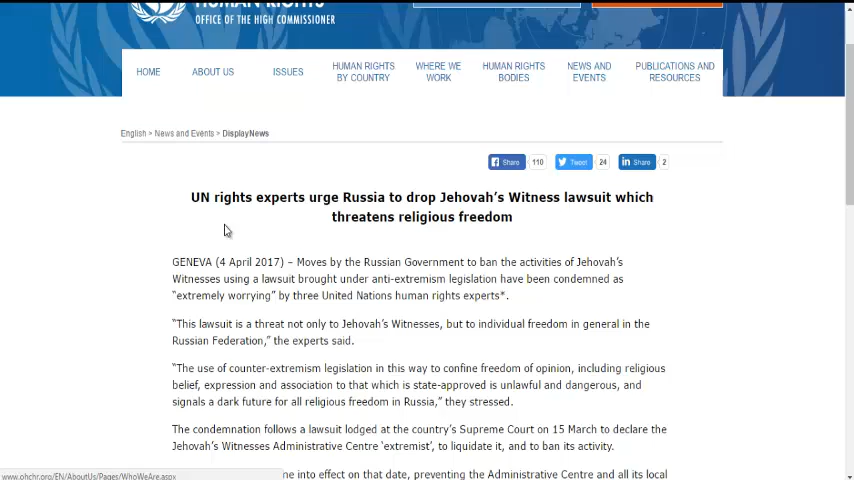 HUMAN RIGHTS
OFFICE OF THE HIGH COMMISSIONER
HOME
ABOUT US
ISSUES
HUMAN RIGHTS
BY COUNTRY
WHERE WE
WORK
HUMAN RIGHTS
BODIES
NEWS AND
EVENTS
PUBLICATIONS AND
RESOURCES
English > News and Events > DisplayNews
Share 110 Tweet 24 Share 2
UN rights experts urge Russia to drop Jehovah’s Witness lawsuit which
threatens religious freedom
GENEVA (4 April 2017) – Moves by the Russian Government to ban the activities of Jehovah’s
Witnesses using a lawsuit brought under anti-extremism legislation have been condemned as
“extremely worrying” by three United Nations human rights experts*.
“This lawsuit is a threat not only to Jehovah’s Witnesses, but to individual freedom in general in the
Russian Federation,” the experts said.
“The use of counter-extremism legislation in this way to confine freedom of opinion, including religious
belief, expression and association to that which is state-approved is unlawful and dangerous, and
signals a dark future for all religious freedom in Russia,” they stressed.
The condemnation follows a lawsuit lodged at the country’s Supreme Court on 15 March to declare the
Jehovah’s Witnesses Administrative Centre ‘extremist’, to liquidate it, and to ban its activity.
into effect on that date, preventing the Administrative Centre and all its local
www.ohchr.org/EN/AboutUs/Pages/WhoWeAre.aspx